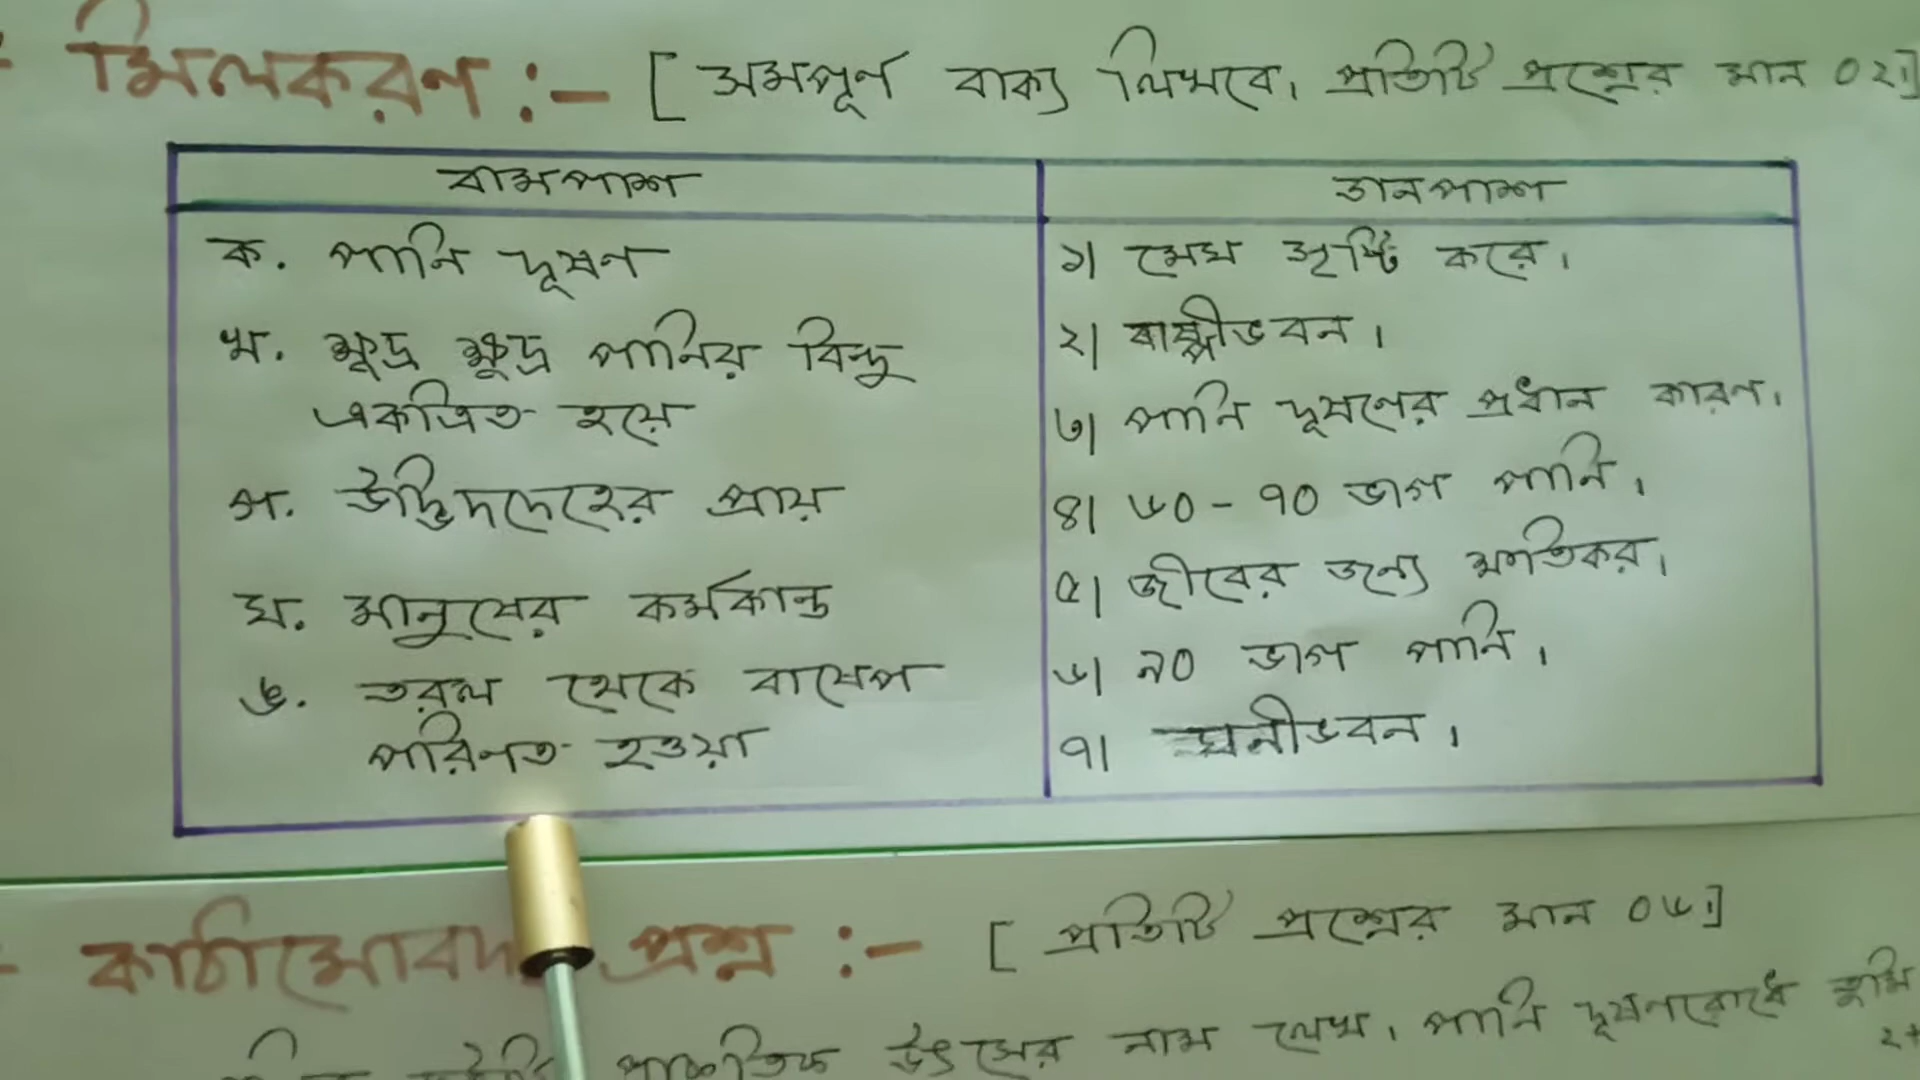 মিলকরণ :- [ সম্পূর্ণ বাক্য লিখবে। প্রতিটি প্রশ্নের মান ০২।]
বামপাশ
ডানপাশ
ক. পানি দূষণ
খ. ক্ষুদ্র ক্ষুদ্র পানির বিন্দু
একত্রিত হয়ে
গ. উদ্ভিদদেহের প্রায়
ঘ. মানুষের কর্মকান্ড
ঙ. তরল থেকে বাষ্পে
পরিণত হওয়া
১। মেঘ সৃষ্টি করে।
২। বাষ্পীভবন।
৩। পানি দূষণের প্রধান কারণ।
৪। ৬০ - ৭০ ভাগ পানি।
৫। জীবের জন্যে ক্ষতিকর।
৬। ৯০ ভাগ পানি।
৭। ঘনীভবন।
প্রশ্ন :- [ প্রতিটি প্রশ্নের মান ০৬।]
উৎসের নাম লেখ। পানি দূষণরোধে তুমি
২+